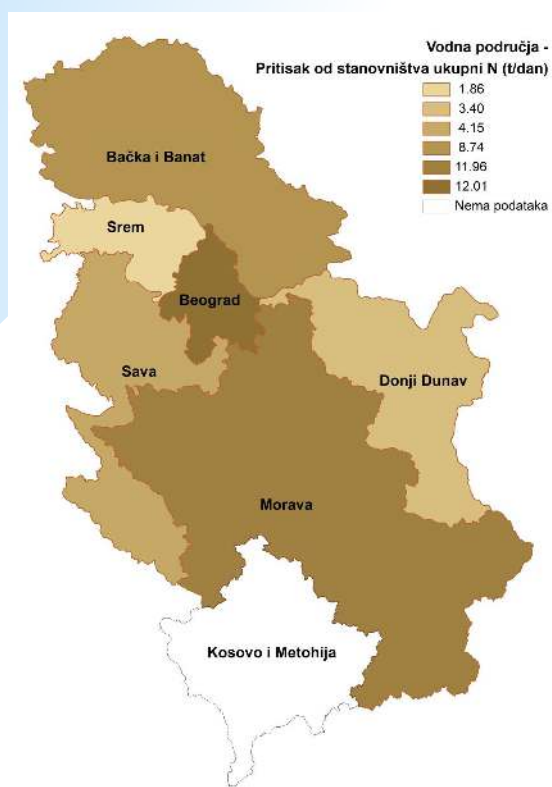 Vodna područja -
Pritisak od stanovništva ukupni N (t/dan)
1.86
3.40
4.15
8.74
11.96
12.01
Nema podataka
Bačka i Banat
Srem
Beograd
Sava
Donji Dunav
Morava
Kosovo i Metohija